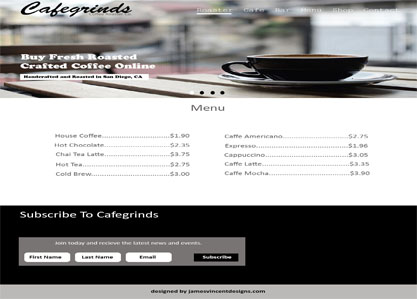 Cafegrinds
Roaster Cafe Bar Menu Shop Contact
Buy Fresh Roasted
Crafted Coffee Online
Handcrafted and Roasted in San Diego, CA
Menu
House Coffee...............................$1.90
Hot Chocolate..............................$2.35
Chai Tea Latte.............................$3.75
Hot Tea....................................$2.75
Cold Brew..................................$3.00
Caffe Americano............................$2.75
Espresso...................................$1.96
Cappuccino.................................$3.05
Caffe Latte................................$3.35
Caffe Mocha................................$3.90
Subscribe To Cafegrinds
Join today and recieve the latest news and events.
First Name Last Name Email Subscribe
designed by jamesvincentdesigns.com